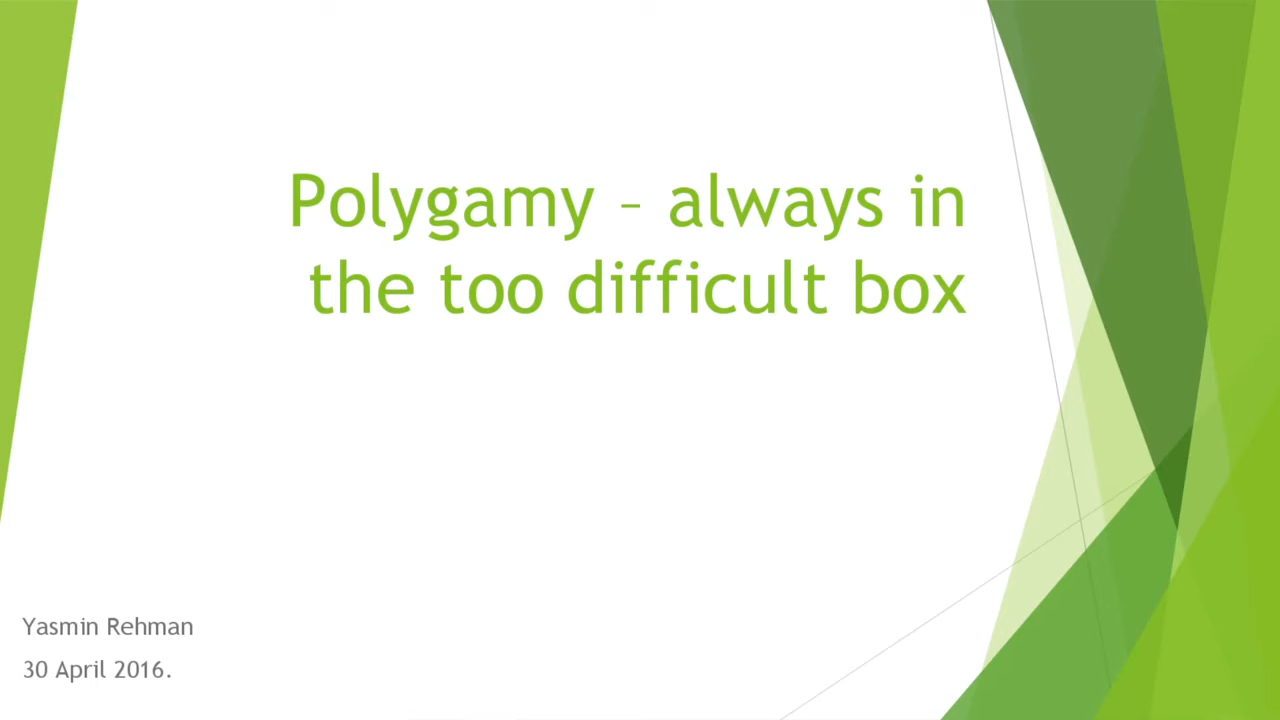 Polygamy – always in
the too difficult box
Yasmin Rehman
30 April 2016.